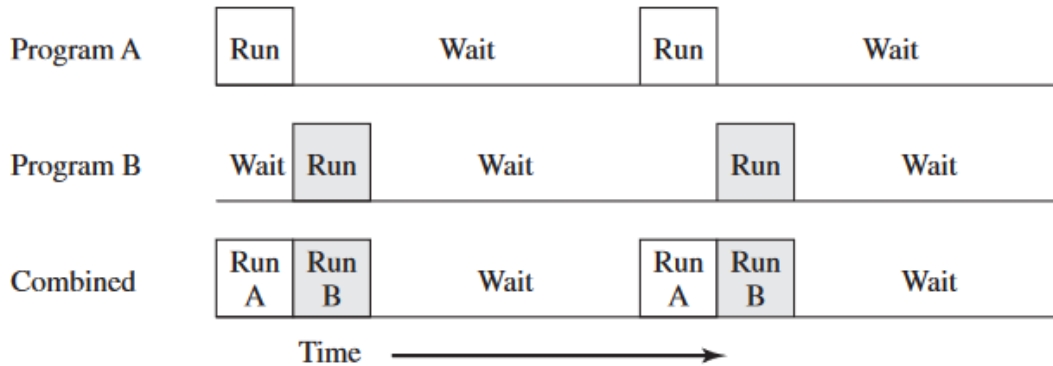 Program A Run Wait Run Wait
Program B Wait Run Wait Run Wait
Combined Run A Run B Wait Run A Run B Wait
Time